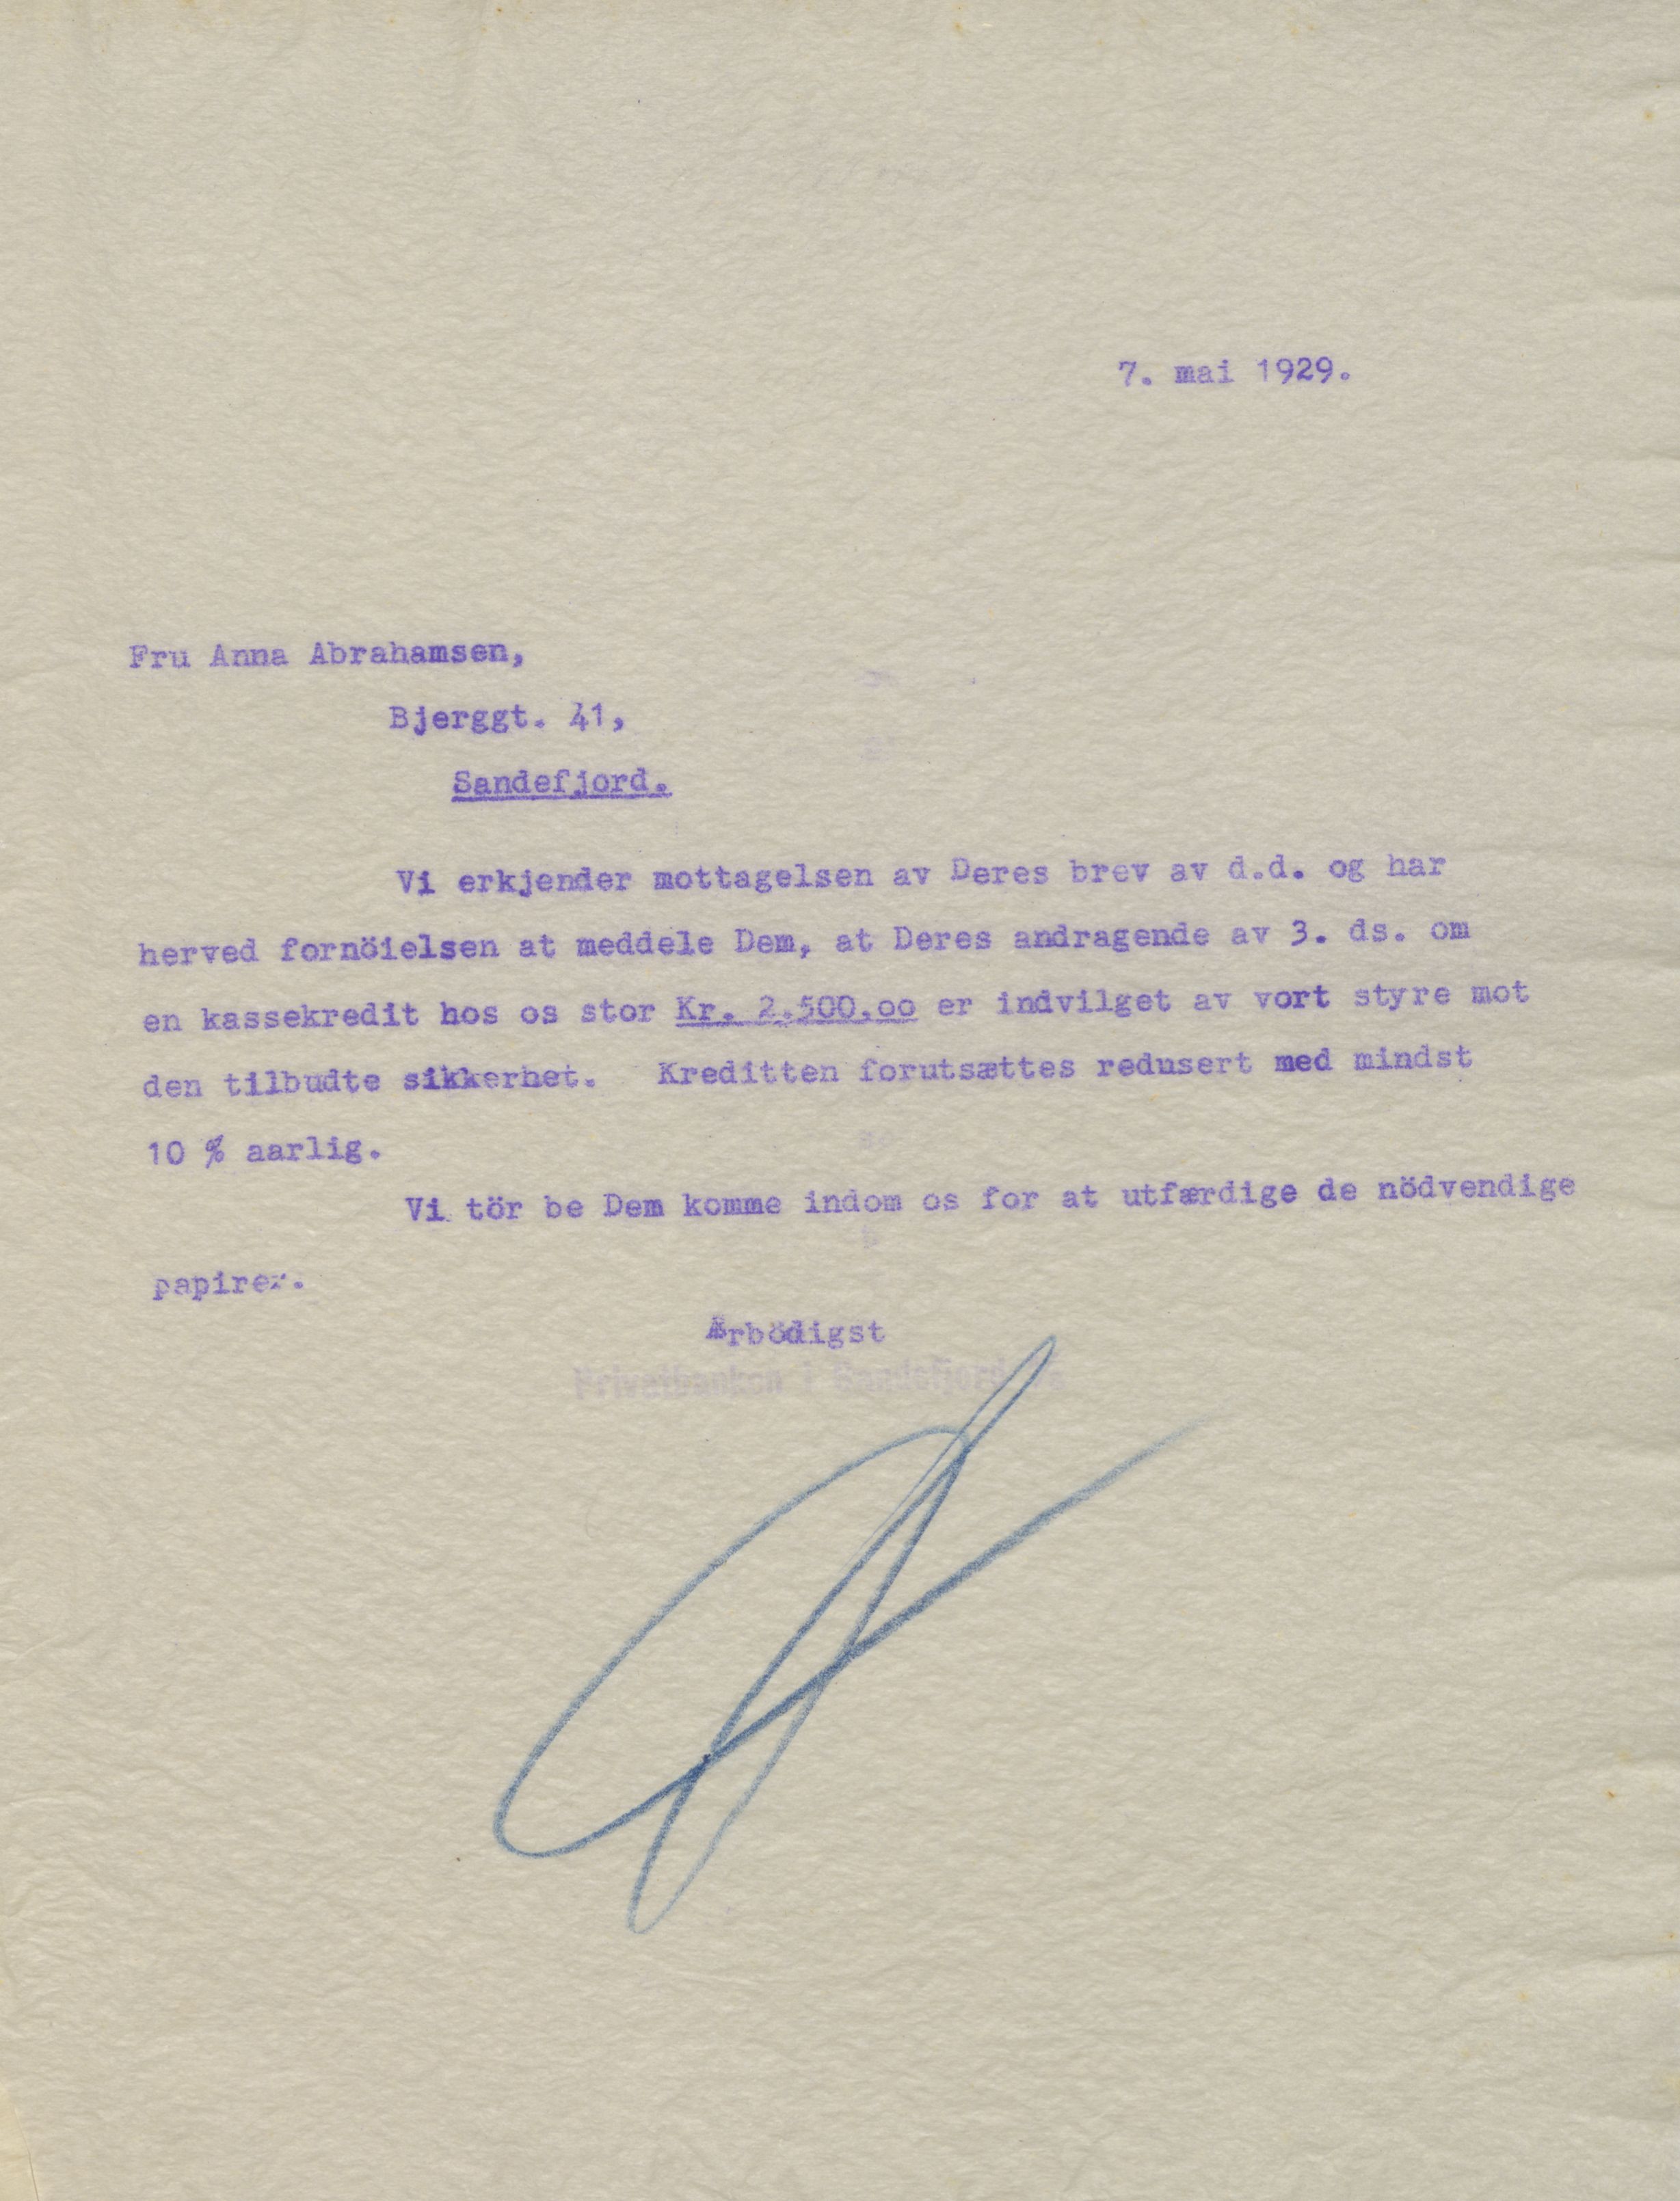 7. mai 1929.
Fru Anna Abrahamsen,
Bjerggt. 41,
Sandefjord.
Vi erkjender mottagelsen av Deres brev av d.d. og har
herved fornöielsen at meddele Dem, at Deres andragende av 3. ds. om
en kassekredit hos os stor Kr. 2.500.oo er indvilget av vort styre mot
den tilbudte sikkerhet. Kreditten forutsættes redusert med mindst
10 % aarlig.
Vi tör be Dem komme indom os for at utfærdige de nödvendige
papirer.
Ærbödigst
Privatbanken i Sandefjord